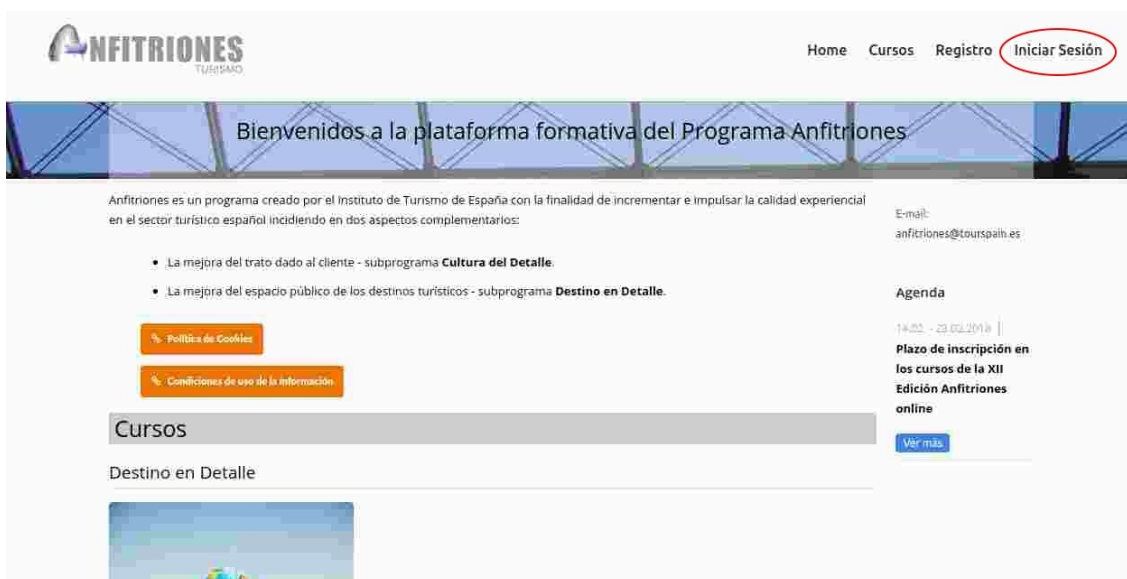 ANFITRIONES
TURISMO
Home Cursos Registro Iniciar Sesión
Bienvenidos a la plataforma formativa del Programa Anfitriones
Anfitriones es un programa creado por el Instituto de Turismo de España con la finalidad de incrementar e impulsar la calidad experiencial
en el sector turístico español incidiendo en dos aspectos complementarios:
La mejora del trato dado al cliente - subprograma Cultura del Detalle.
La mejora del espacio público de los destinos turísticos - subprograma Destino en Detalle.
Política de Cookies
Condiciones de uso de la información
Cursos
Destino en Detalle
E-mail:
anfitriones@tourspain.es
Agenda
Plazo de inscripción en
los cursos de la XII
Edición Anfitriones
online
Ver más